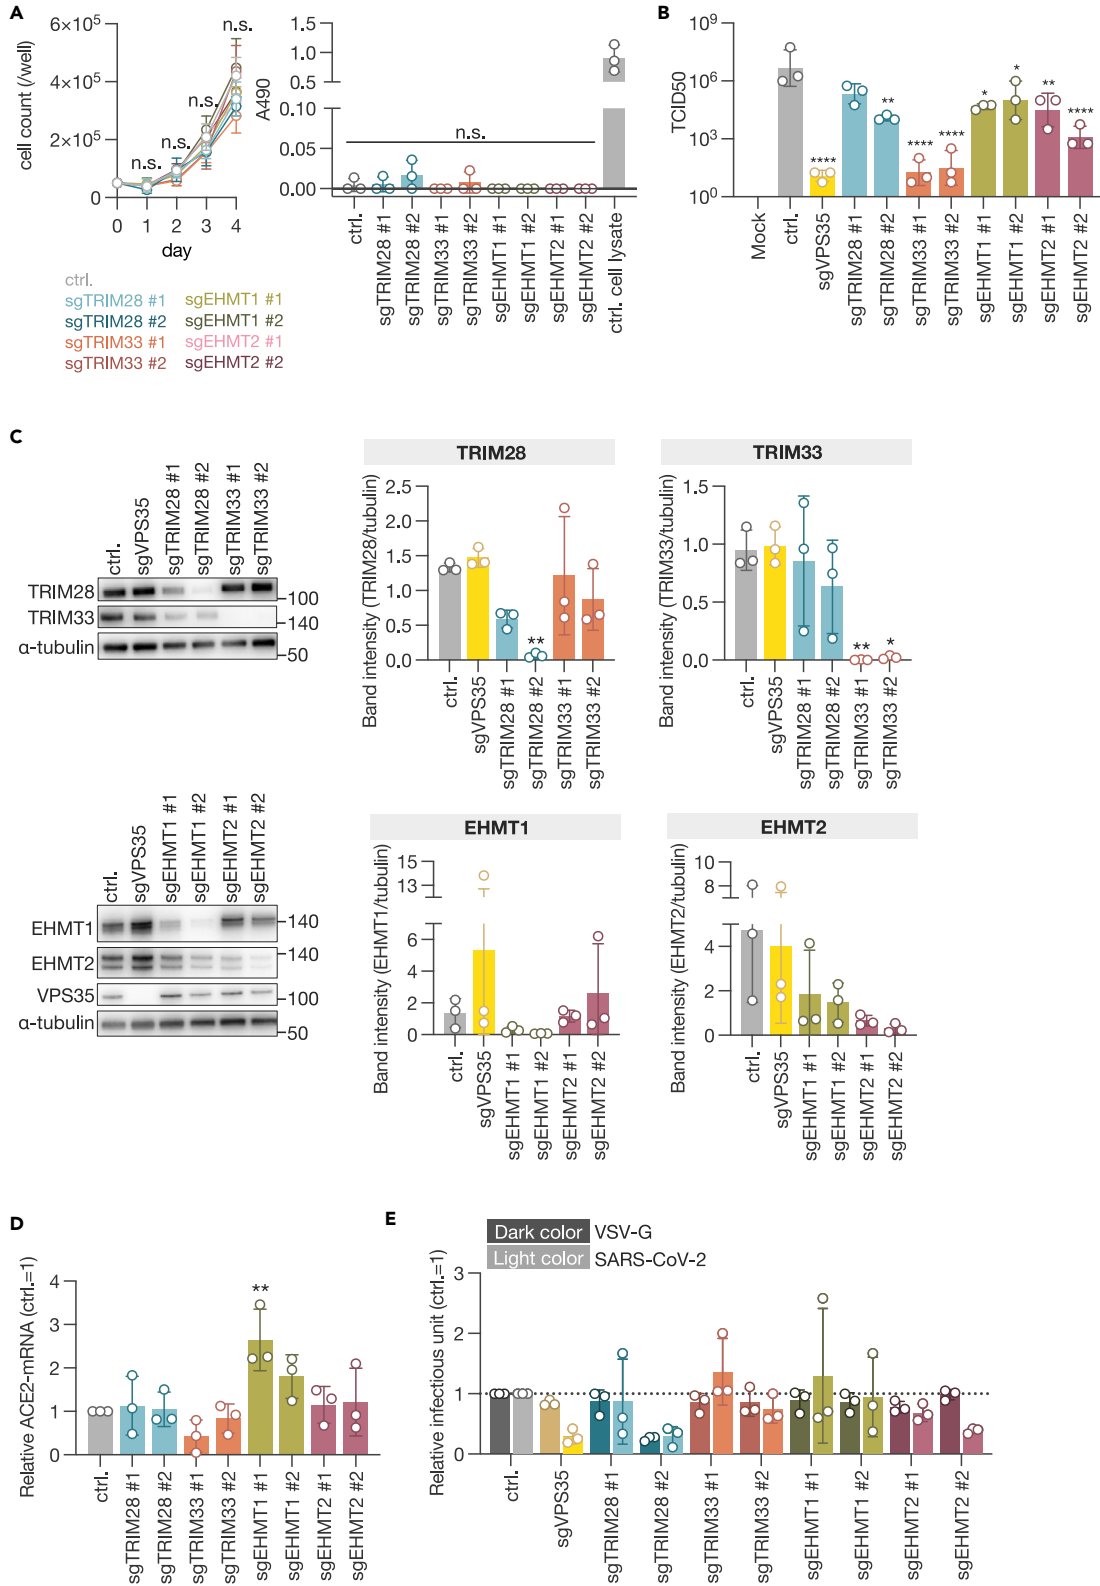 A
cell count (/well)
6×10⁵
4×10⁵
2×10⁵
0
n.s.
n.s.
n.s.
n.s.
0 1 2 3 4
day
ctrl.
sgTRIM28 #1
sgTRIM28 #2
sgTRIM33 #1
sgTRIM33 #2
sgEHMT1 #1
sgEHMT1 #2
sgEHMT2 #1
sgEHMT2 #2
A490
1.5
1.0
0.5
0.10
0.05
0.00
n.s.
ctrl.
sgTRIM28 #1
sgTRIM28 #2
sgTRIM33 #1
sgTRIM33 #2
sgEHMT1 #1
sgEHMT1 #2
sgEHMT2 #1
sgEHMT2 #2
ctrl. cell lysate
B
TCID50
10⁹
10⁶
10³
10⁰
****
**
****
****
*
*
**
****
Mock
ctrl.
sgVPS35
sgTRIM28 #1
sgTRIM28 #2
sgTRIM33 #1
sgTRIM33 #2
sgEHMT1 #1
sgEHMT1 #2
sgEHMT2 #1
sgEHMT2 #2
C
ctrl.
sgVPS35
sgTRIM28 #1
sgTRIM28 #2
sgTRIM33 #1
sgTRIM33 #2
TRIM28
100
TRIM33
140
α-tubulin
50
TRIM28
Band intensity (TRIM28/tubulin)
2.5
2.0
1.5
1.0
0.5
0.0
**
ctrl.
sgVPS35
sgTRIM28 #1
sgTRIM28 #2
sgTRIM33 #1
sgTRIM33 #2
TRIM33
Band intensity (TRIM33/tubulin)
1.5
1.0
0.5
0.0
**
*
ctrl.
sgVPS35
sgTRIM28 #1
sgTRIM28 #2
sgTRIM33 #1
sgTRIM33 #2
ctrl.
sgVPS35
sgEHMT1 #1
sgEHMT1 #2
sgEHMT2 #1
sgEHMT2 #2
EHMT1
140
EHMT2
140
VPS35
100
α-tubulin
50
EHMT1
Band intensity (EHMT1/tubulin)
15
13
6
4
2
0
ctrl.
sgVPS35
sgEHMT1 #1
sgEHMT1 #2
sgEHMT2 #1
sgEHMT2 #2
EHMT2
Band intensity (EHMT2/tubulin)
10
8
4
2
0
ctrl.
sgVPS35
sgEHMT1 #1
sgEHMT1 #2
sgEHMT2 #1
sgEHMT2 #2
D
Relative ACE2-mRNA (ctrl.=1)
4
3
2
1
0
**
ctrl.
sgTRIM28 #1
sgTRIM28 #2
sgTRIM33 #1
sgTRIM33 #2
sgEHMT1 #1
sgEHMT1 #2
sgEHMT2 #1
sgEHMT2 #2
E
Dark color VSV-G
Light color SARS-CoV-2
Relative infectious unit (ctrl.=1)
3
2
1
0
ctrl.
sgVPS35
sgTRIM28 #1
sgTRIM28 #2
sgTRIM33 #1
sgTRIM33 #2
sgEHMT1 #1
sgEHMT1 #2
sgEHMT2 #1
sgEHMT2 #2